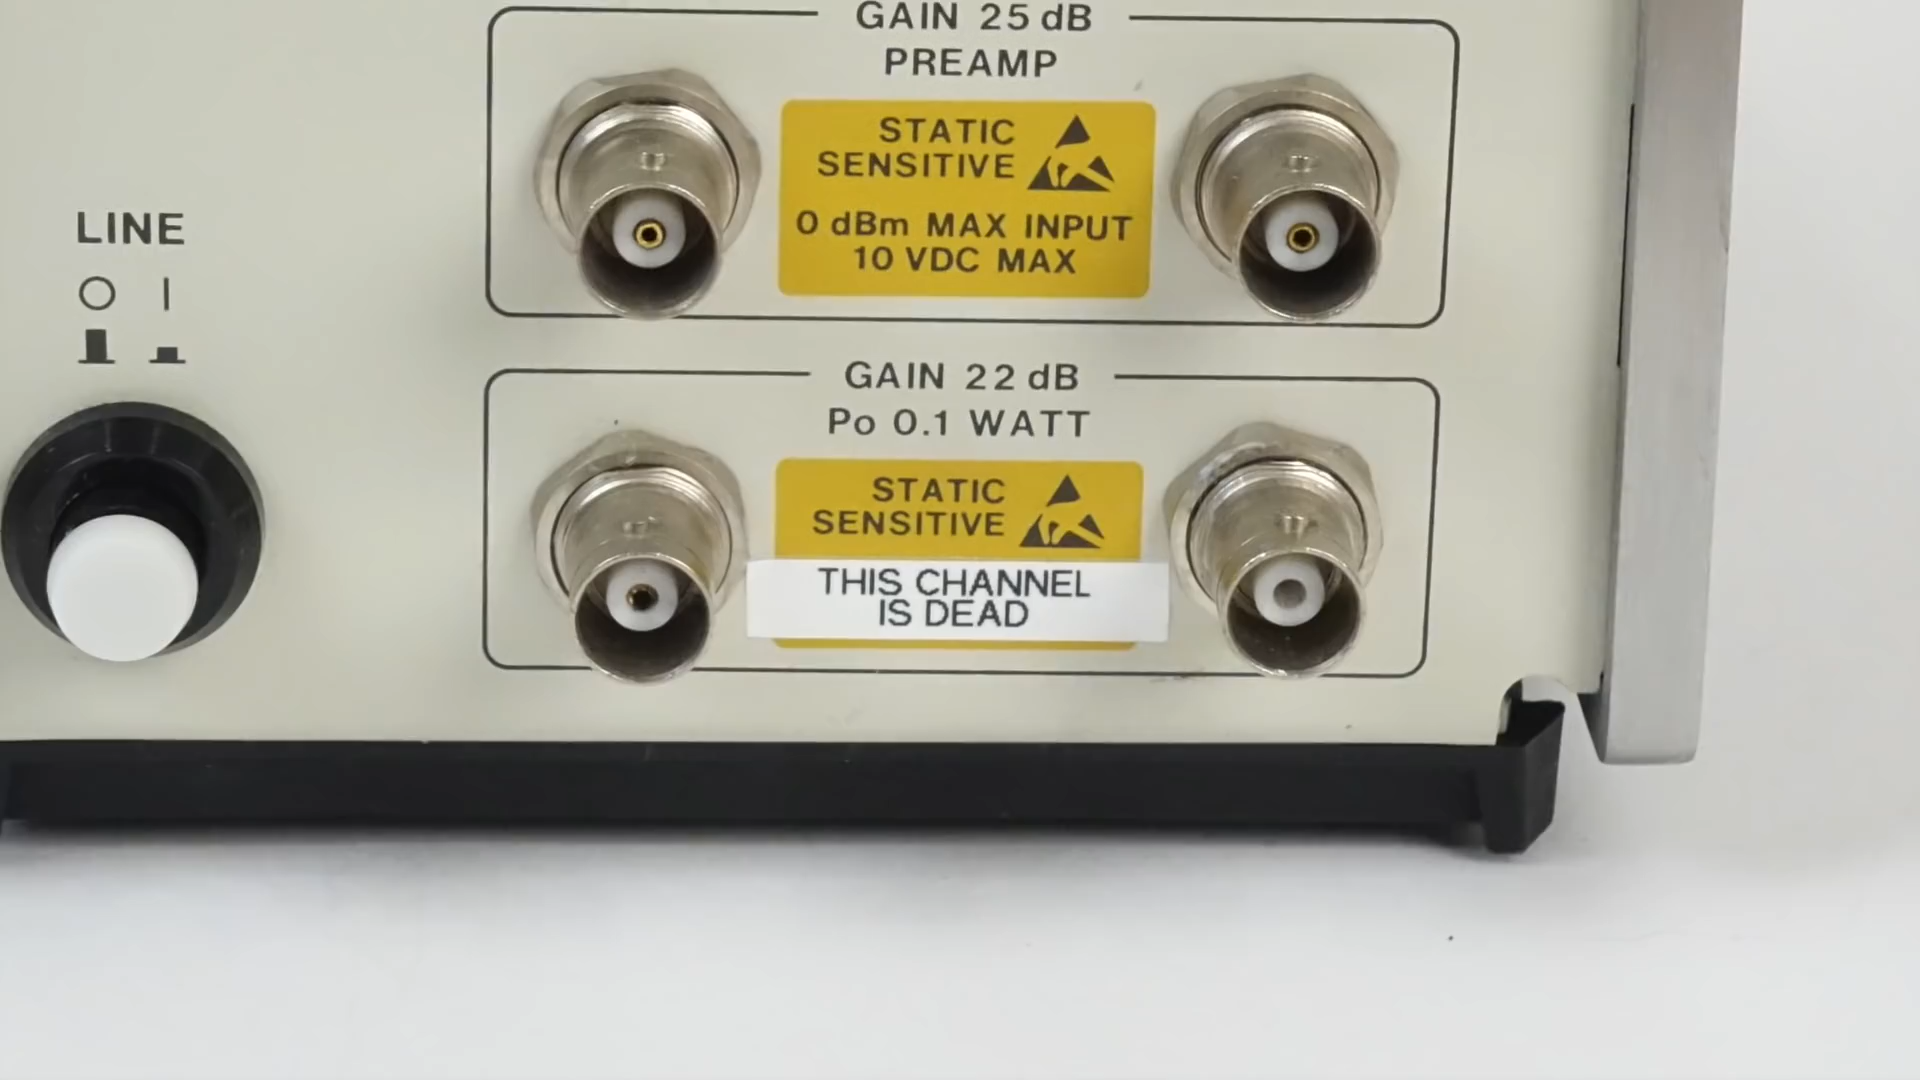 GAIN 25 dB
PREAMP
STATIC
SENSITIVE
0 dBm MAX INPUT
10 VDC MAX
LINE
GAIN 22 dB
Po 0.1 WATT
STATIC
SENSITIVE
THIS CHANNEL
IS DEAD